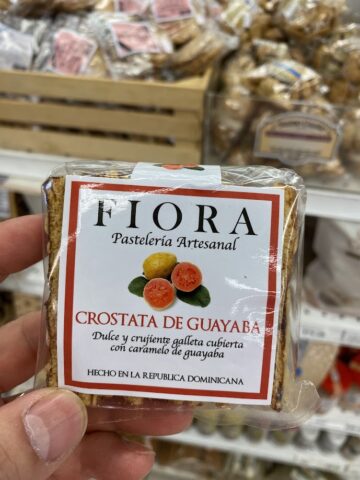 FIORA
Pastelería Artesanal
CROSTATA DE GUAYABA
Dulce y crujiente galleta cubierta
con caramelo de guayaba
HECHO EN LA REPUBLICA DOMINICANA